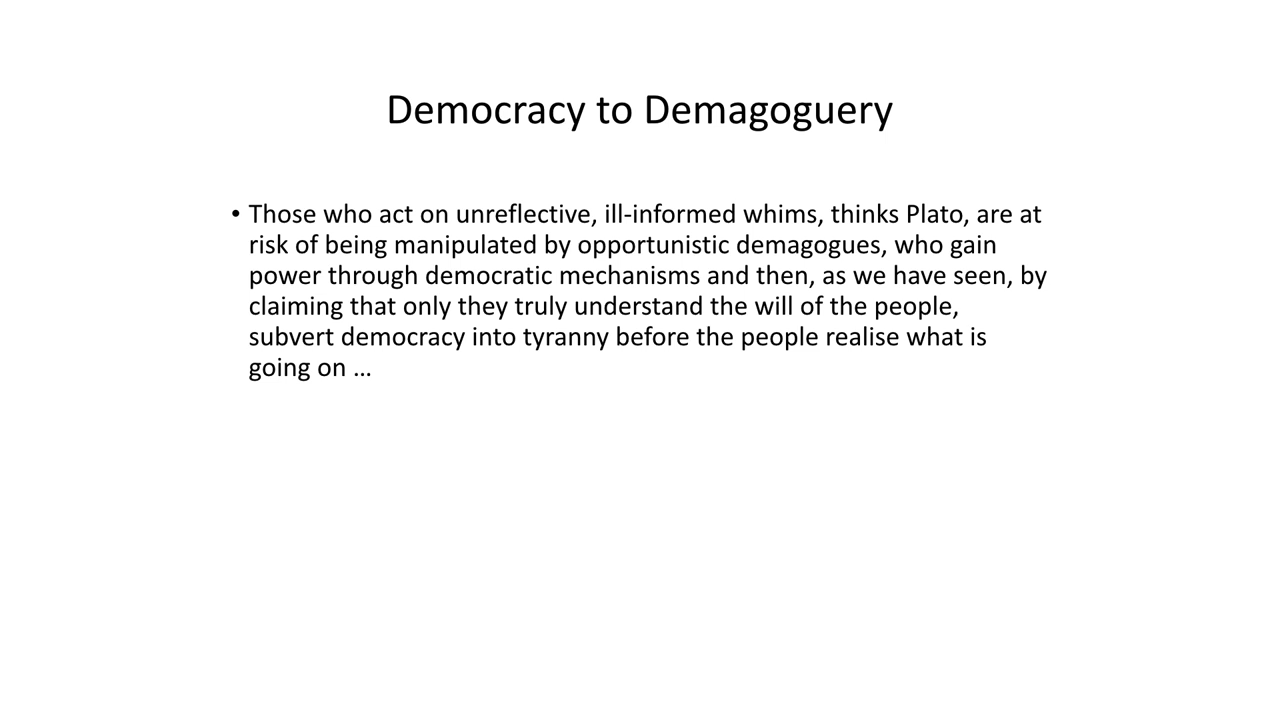 Democracy to Demagoguery
• Those who act on unreflective, ill-informed whims, thinks Plato, are at
risk of being manipulated by opportunistic demagogues, who gain
power through democratic mechanisms and then, as we have seen, by
claiming that only they truly understand the will of the people,
subvert democracy into tyranny before the people realise what is
going on …